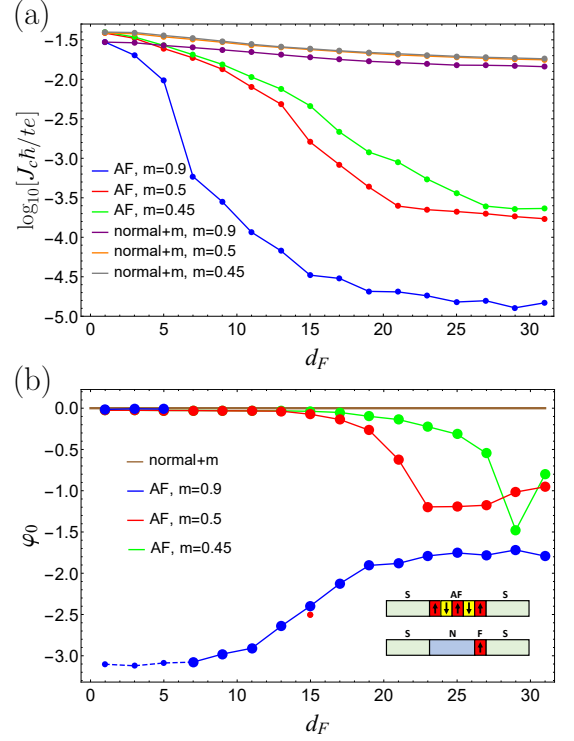 (a)
log₁₀[J_cℏ/te]
-1.5
-2.0
-2.5
-3.0
-3.5
-4.0
-4.5
-5.0
AF, m=0.9
AF, m=0.5
AF, m=0.45
normal+m, m=0.9
normal+m, m=0.5
normal+m, m=0.45
0 5 10 15 20 25 30
d_F
(b)
φ₀
0.0
-0.5
-1.0
-1.5
-2.0
-2.5
-3.0
normal+m
AF, m=0.9
AF, m=0.5
AF, m=0.45
S AF S
S N F S
0 5 10 15 20 25 30
d_F